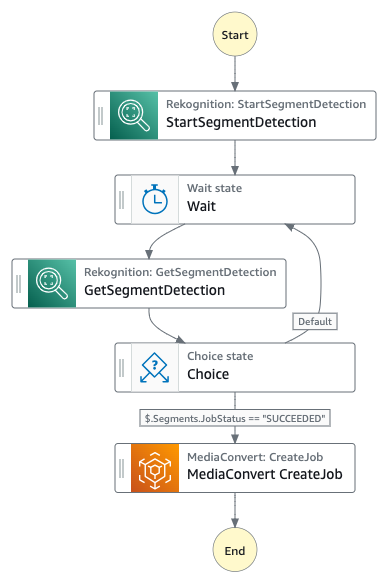 Start
Rekognition: StartSegmentDetection
StartSegmentDetection
Wait state
Wait
Rekognition: GetSegmentDetection
GetSegmentDetection
Default
Choice state
Choice
$.Segments.JobStatus == "SUCCEEDED"
MediaConvert: CreateJob
MediaConvert CreateJob
End